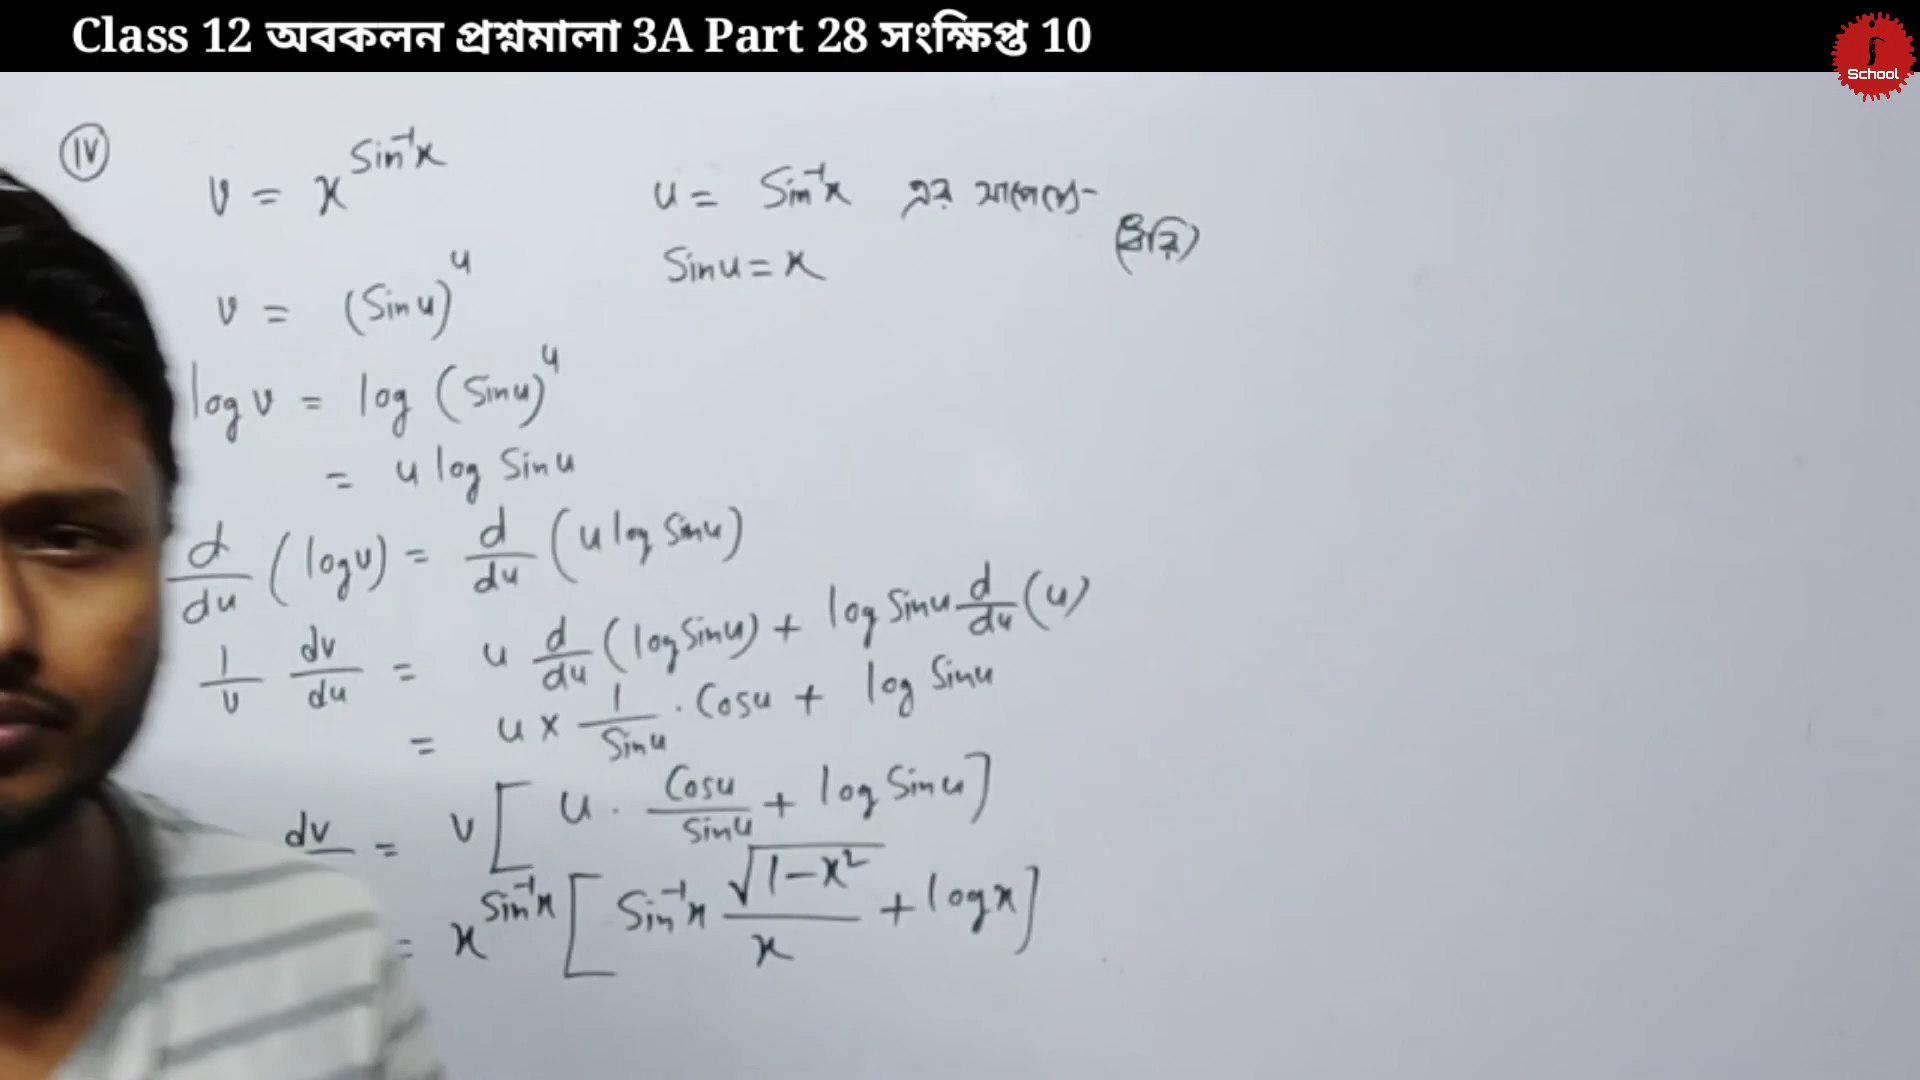 Class 12 অবকলন প্রশ্নমালা 3A Part 28 সংক্ষিপ্ত 10
ʃ School
(iv) v = x^{Sin⁻¹x}    u = Sin⁻¹x এর সাপেক্ষে
(ধরি)
v = (Sin u)^u    Sin u = x
log v = log (Sin u)^u
= u log Sin u
d/du (log v) = d/du (u log Sin u)
1/v dv/du = u d/du (log Sin u) + log Sin u d/du (u)
= u × 1/Sin u . Cos u + log Sin u
dv = v [ u . Cos u/Sin u + log Sin u ]
= x^{Sin⁻¹x} [ Sin⁻¹x √(1-x²)/x + log x ]